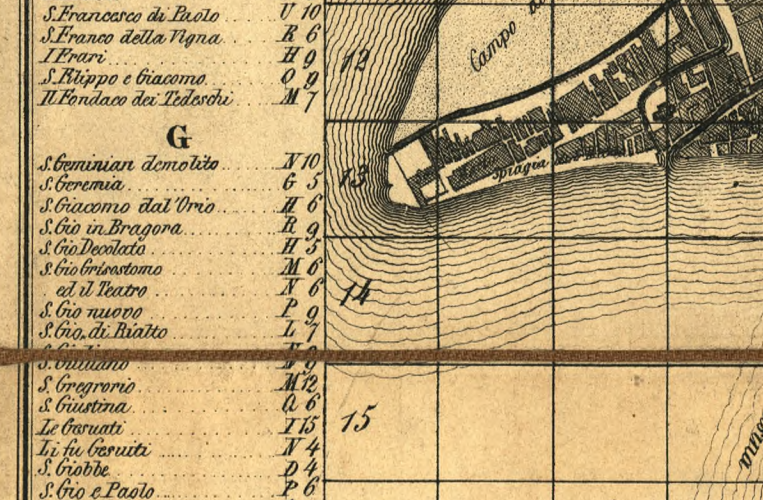 S. Francesco di Paolo U 10
S. Franco della Vigna R 6
I Frari H 9
S. Filippo e Giacomo Q 9
Il Fondaco dei Tedeschi M 7
G
S. Geminian demolito N 10
S. Geremia G 5
S. Giacomo dal' Orio H 6
S. Gio in Bragora R 9
S. Gio Decolato H 5
S. Gio Grisostomo M 6
ed il Teatro N 6
S. Gio nuovo P 9
S. Gio. di Rialto L 7
S. Giuliano N 9
S. Gregrorio M 12
S. Giustina Q 6
Le Gesuati I 15
Li fu Gesuiti N 4
S. Giobbe D 4
S. Gio e Paolo P 6
12
13
14
15
Campo
Spiagia